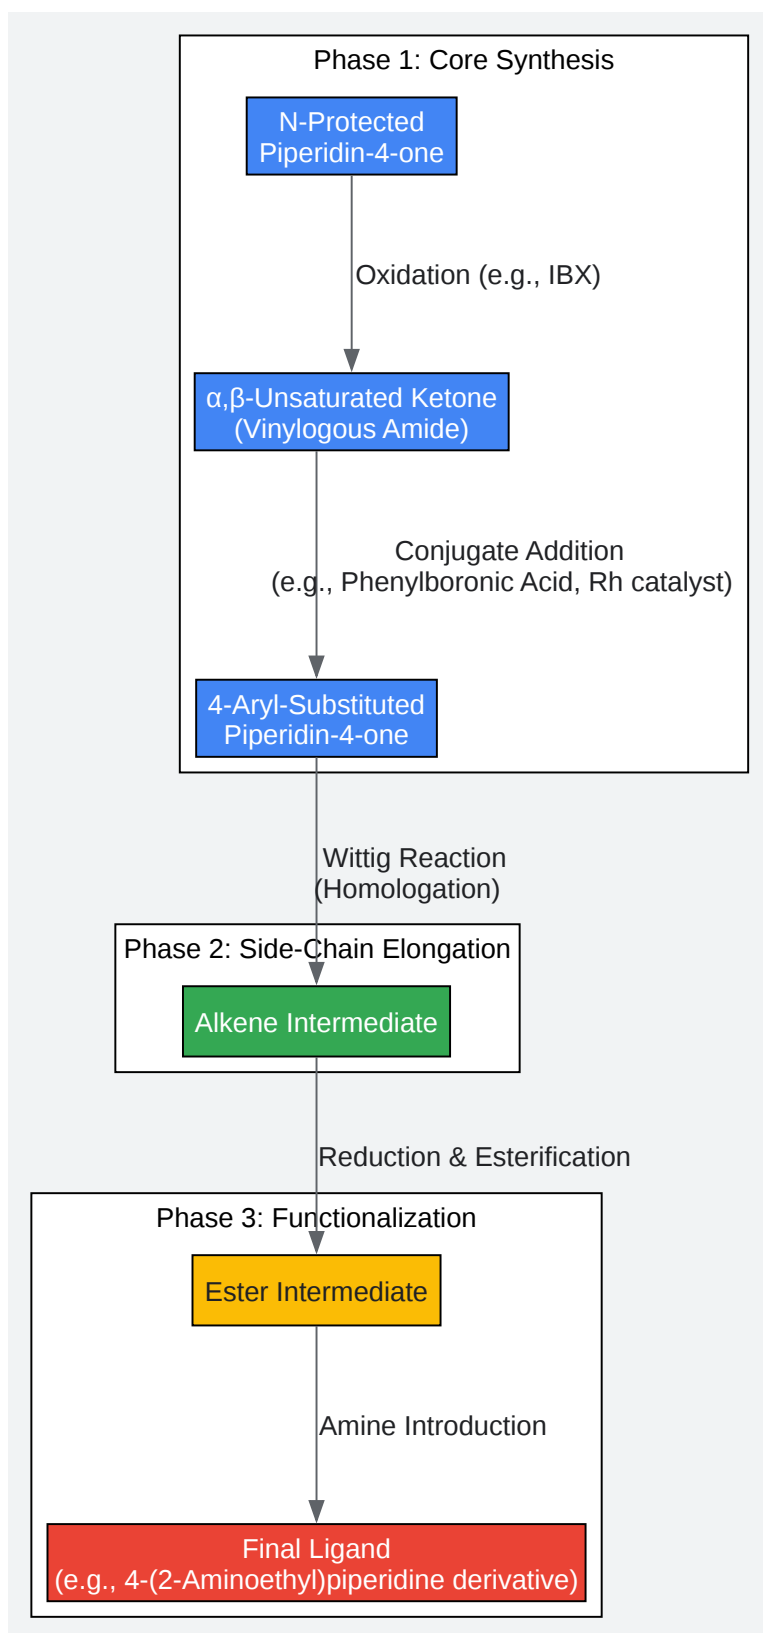 Phase 1: Core Synthesis
N-Protected
Piperidin-4-one
Oxidation (e.g., IBX)
α,β-Unsaturated Ketone
(Vinylogous Amide)
Conjugate Addition
(e.g., Phenylboronic Acid, Rh catalyst)
4-Aryl-Substituted
Piperidin-4-one
Wittig Reaction
(Homologation)
Phase 2: Side-Chain Elongation
Alkene Intermediate
Reduction & Esterification
Phase 3: Functionalization
Ester Intermediate
Amine Introduction
Final Ligand
(e.g., 4-(2-Aminoethyl)piperidine derivative)